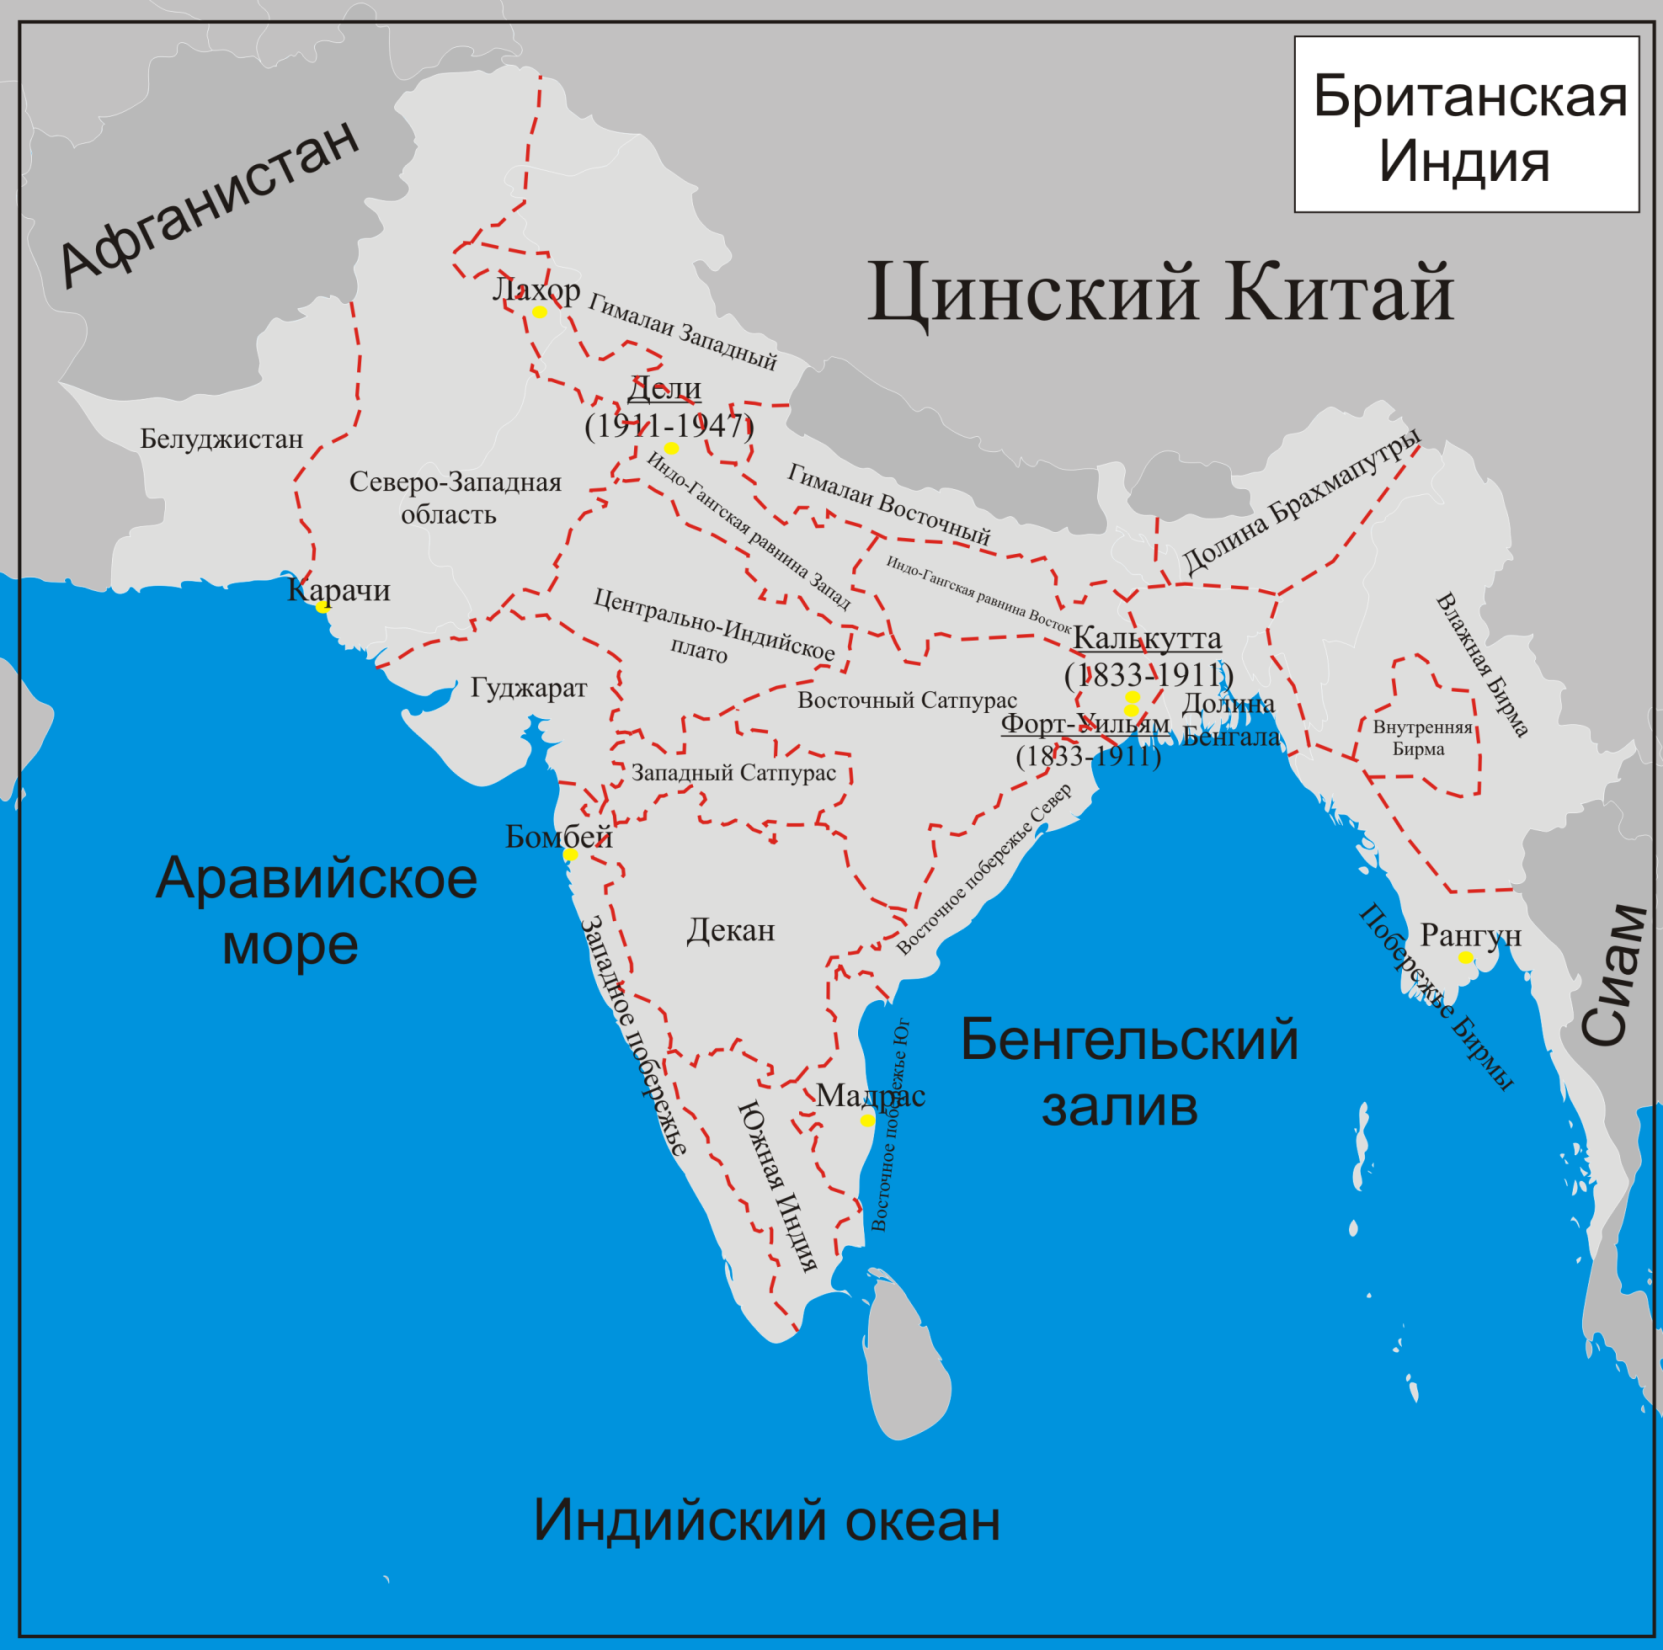 Британская
Индия
Афганистан
Цинский Китай
Лахор
Гималаи Западный
Дели
(1911-1947)
Белуджистан
Северо-Западная
область
Индо-Гангская равнина Запад
Гималаи Восточный
Долина Брахмапутры
Индо-Гангская равнина Восток
Карачи
Центрально-Индийское
плато
Калькутта
(1833-1911)
Влажная Бирма
Гуджарат
Восточный Сатпурас
Долина
Бенгала
Форт-Уильям
(1833-1911)
Внутренняя
Бирма
Западный Сатпурас
Восточное побережье Север
Бомбей
Аравийское
море
Западное побережье
Декан
Рангун
Побережье Бирмы
Сиам
Бенгельский
залив
Восточное побережье Юг
Мадрас
Южная Индия
Индийский океан